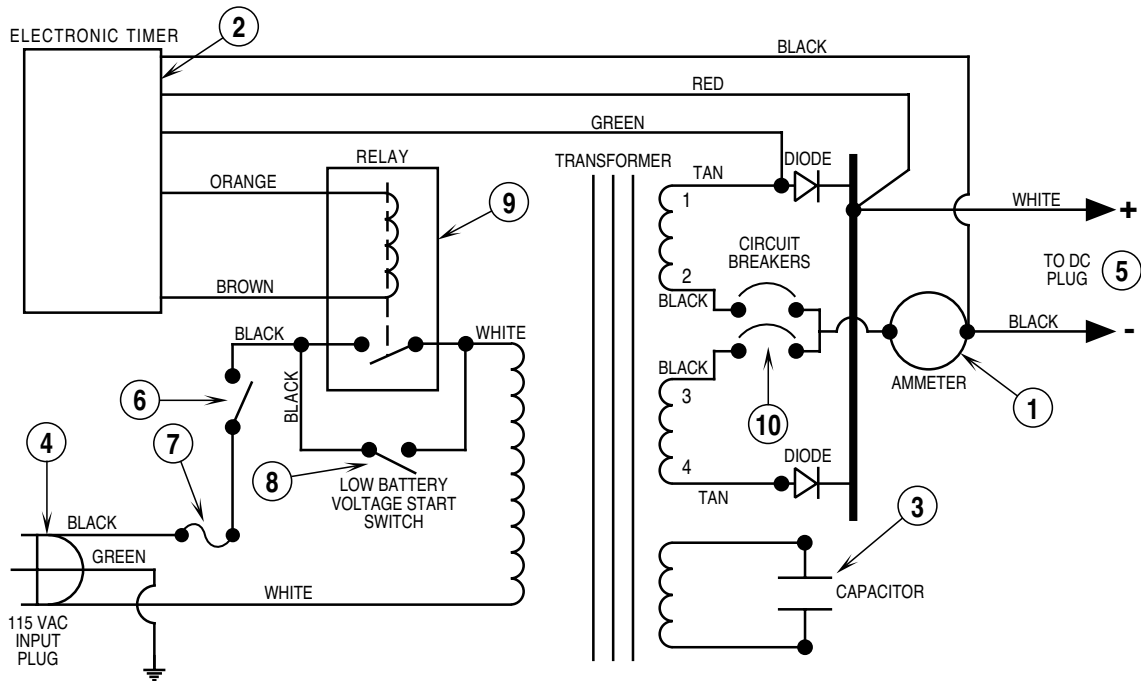 ELECTRONIC TIMER
2
BLACK
RED
GREEN
RELAY
TRANSFORMER
DIODE
TAN
ORANGE
1
9
WHITE
+
CIRCUIT
BREAKERS
TO DC
PLUG
5
BROWN
2
BLACK
BLACK
WHITE
BLACK
-
BLACK
BLACK
3
AMMETER
6
10
1
4
7
8
LOW BATTERY
VOLTAGE START
SWITCH
4
DIODE
TAN
BLACK
3
GREEN
CAPACITOR
WHITE
115 VAC
INPUT
PLUG